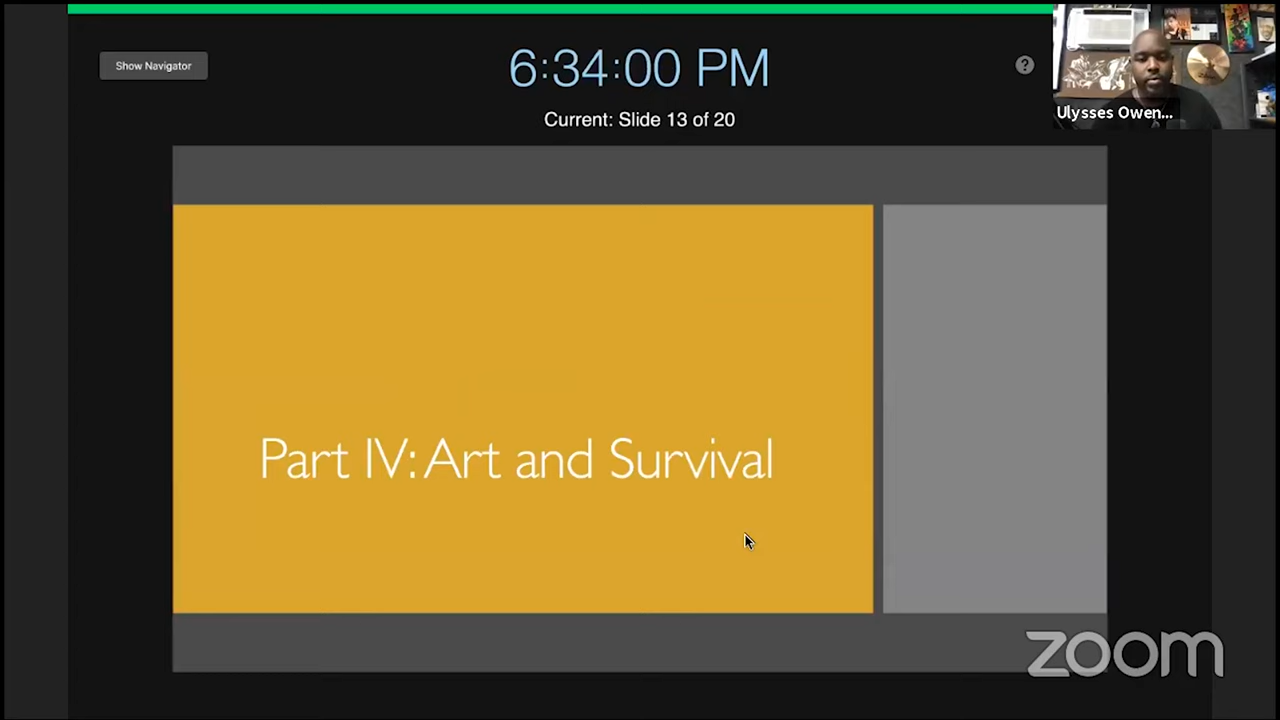 Show Navigator
6:34:00 PM
?
Current: Slide 13 of 20
Ulysses Owen...
Part IV: Art and Survival
zoom